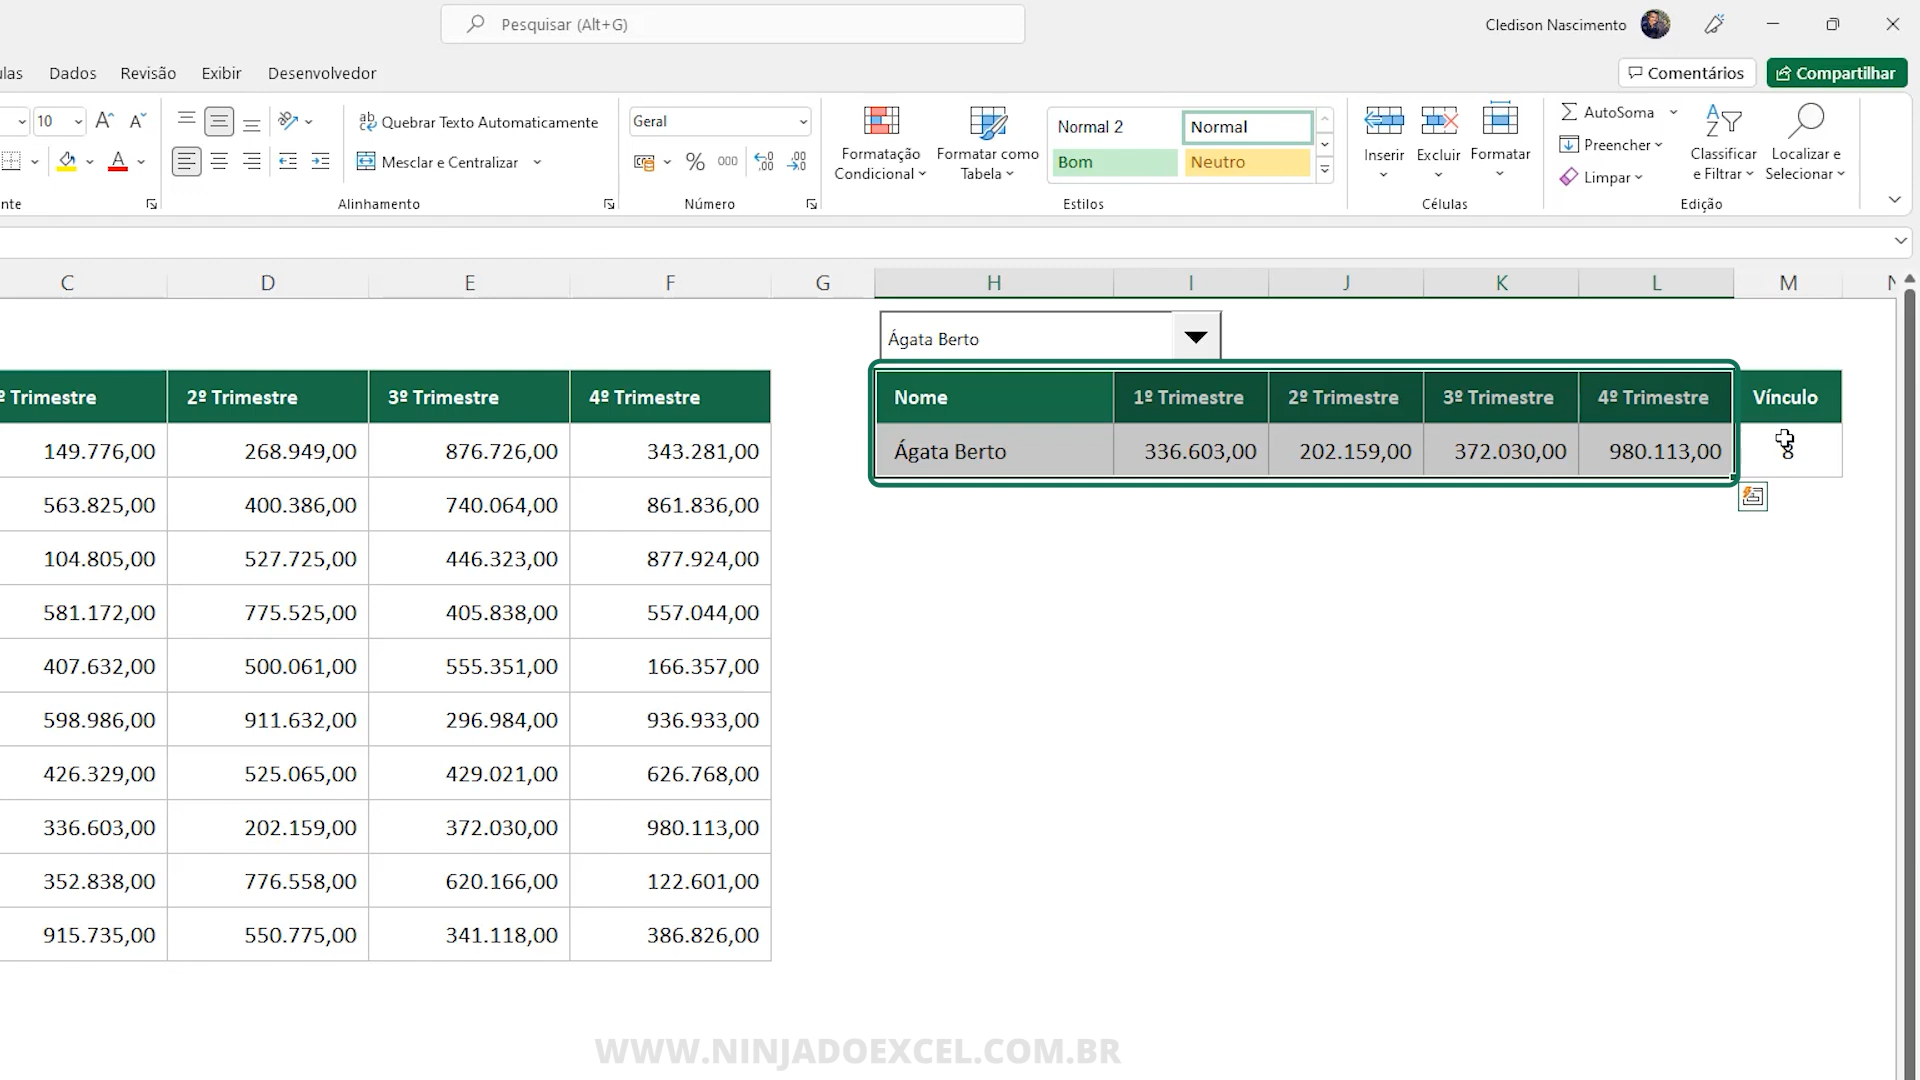 Pesquisar (Alt+G)
Cledison Nascimento
ulas Dados Revisão Exibir Desenvolvedor
Comentários Compartilhar
10
Quebrar Texto Automaticamente
Mesclar e Centralizar
Geral
% 000
Formatação Condicional
Formatar como Tabela
Normal 2 Normal
Bom Neutro
Inserir Excluir Formatar
AutoSoma
Preencher
Limpar
Classificar e Filtrar
Localizar e Selecionar
nte Alinhamento Número Estilos Células Edição
C D E F G H I J K L M N
Ágata Berto
º Trimestre 2º Trimestre 3º Trimestre 4º Trimestre Nome 1º Trimestre 2º Trimestre 3º Trimestre 4º Trimestre Vínculo
149.776,00 268.949,00 876.726,00 343.281,00 Ágata Berto 336.603,00 202.159,00 372.030,00 980.113,00 8
563.825,00 400.386,00 740.064,00 861.836,00
104.805,00 527.725,00 446.323,00 877.924,00
581.172,00 775.525,00 405.838,00 557.044,00
407.632,00 500.061,00 555.351,00 166.357,00
598.986,00 911.632,00 296.984,00 936.933,00
426.329,00 525.065,00 429.021,00 626.768,00
336.603,00 202.159,00 372.030,00 980.113,00
352.838,00 776.558,00 620.166,00 122.601,00
915.735,00 550.775,00 341.118,00 386.826,00
WWW.NINJADOEXCEL.COM.BR